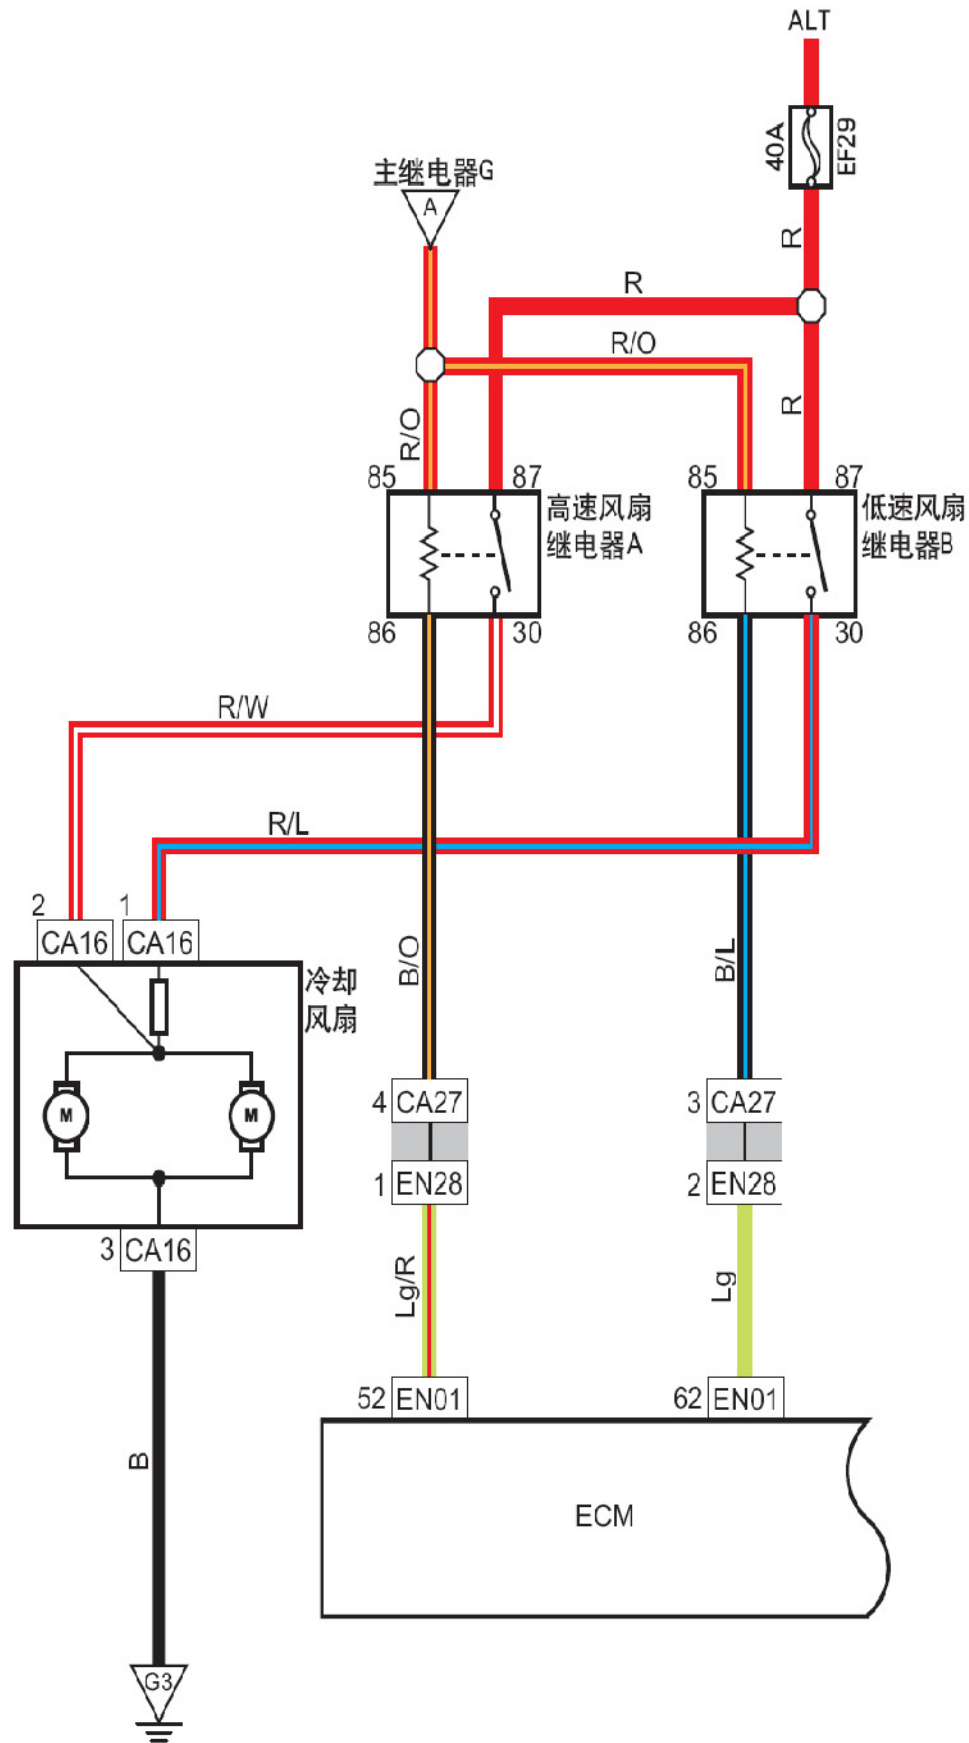 ALT
40A
EF29
主继电器G
A
R
R
R/O
R
R/O
85
87
高速风扇
继电器A
85
87
低速风扇
继电器B
86
30
86
30
R/W
R/L
2
1
CA16
CA16
冷却
风扇
B/O
B/L
M
M
4
CA27
3
CA27
1
EN28
2
EN28
3
CA16
Lg/R
Lg
52
EN01
62
EN01
B
ECM
G3